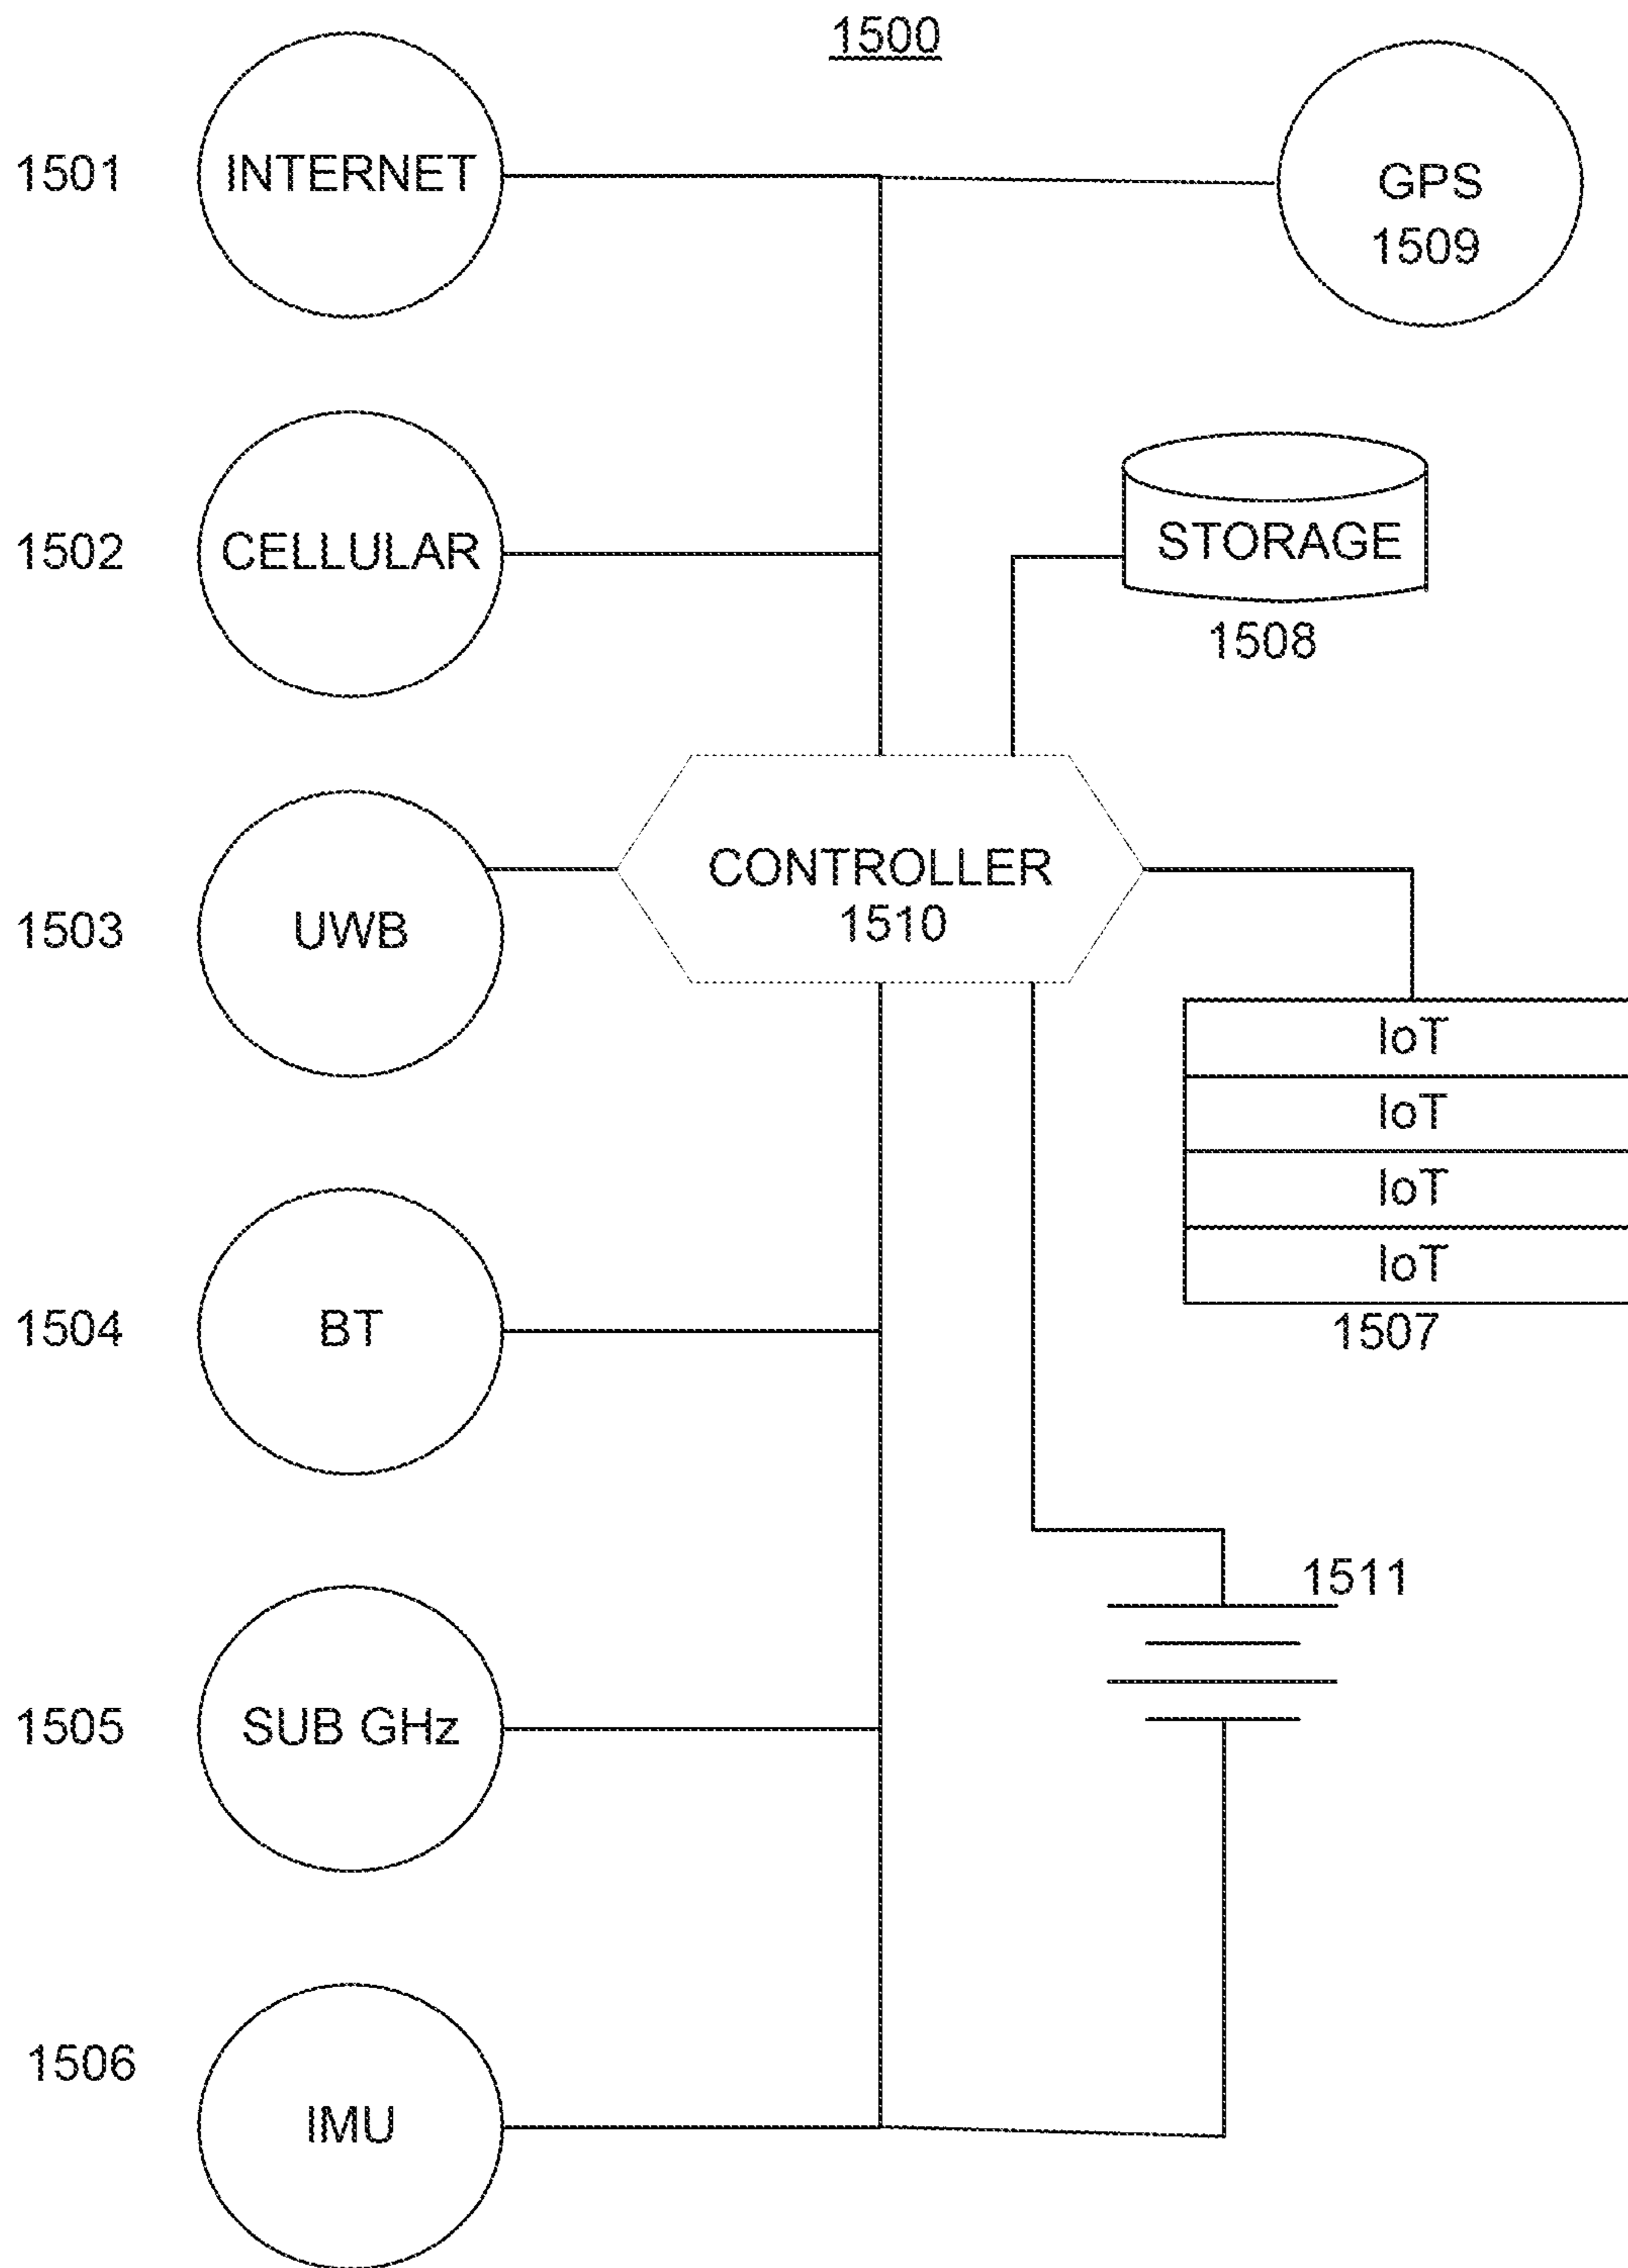 1500
1501
INTERNET
GPS
1509
1502
CELLULAR
STORAGE
1508
1503
UWB
CONTROLLER
1510
IoT
IoT
IoT
IoT
1507
1504
BT
1511
1505
SUB GHz
1506
IMU